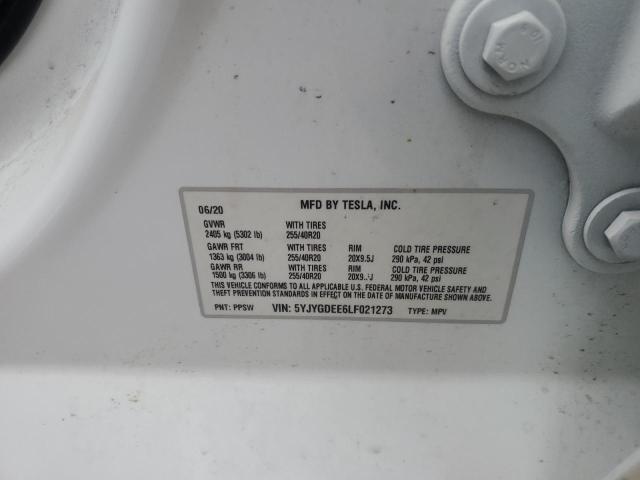 06/20 MFD BY TESLA, INC.
GVWR WITH TIRES
2405 kg (5302 lb) 255/40R20
GAWR FRT WITH TIRES RIM COLD TIRE PRESSURE
1363 kg (3004 lb) 255/40R20 20X9.5J 290 kPa, 42 psi
GAWR RR WITH TIRES RIM COLD TIRE PRESSURE
1500 kg (3306 lb) 255/40R20 290 kPa, 42 psi
THIS VEHICLE CONFORMS TO ALL APPLICABLE U.S. FEDERAL MOTOR VEHICLE SAFETY AND
THEFT PREVENTION STANDARDS IN EFFECT ON THE DATE OF MANUFACTURE SHOWN ABOVE.
PNT: PPSW VIN: 5YJYGDEE6LF021273 TYPE: MPV